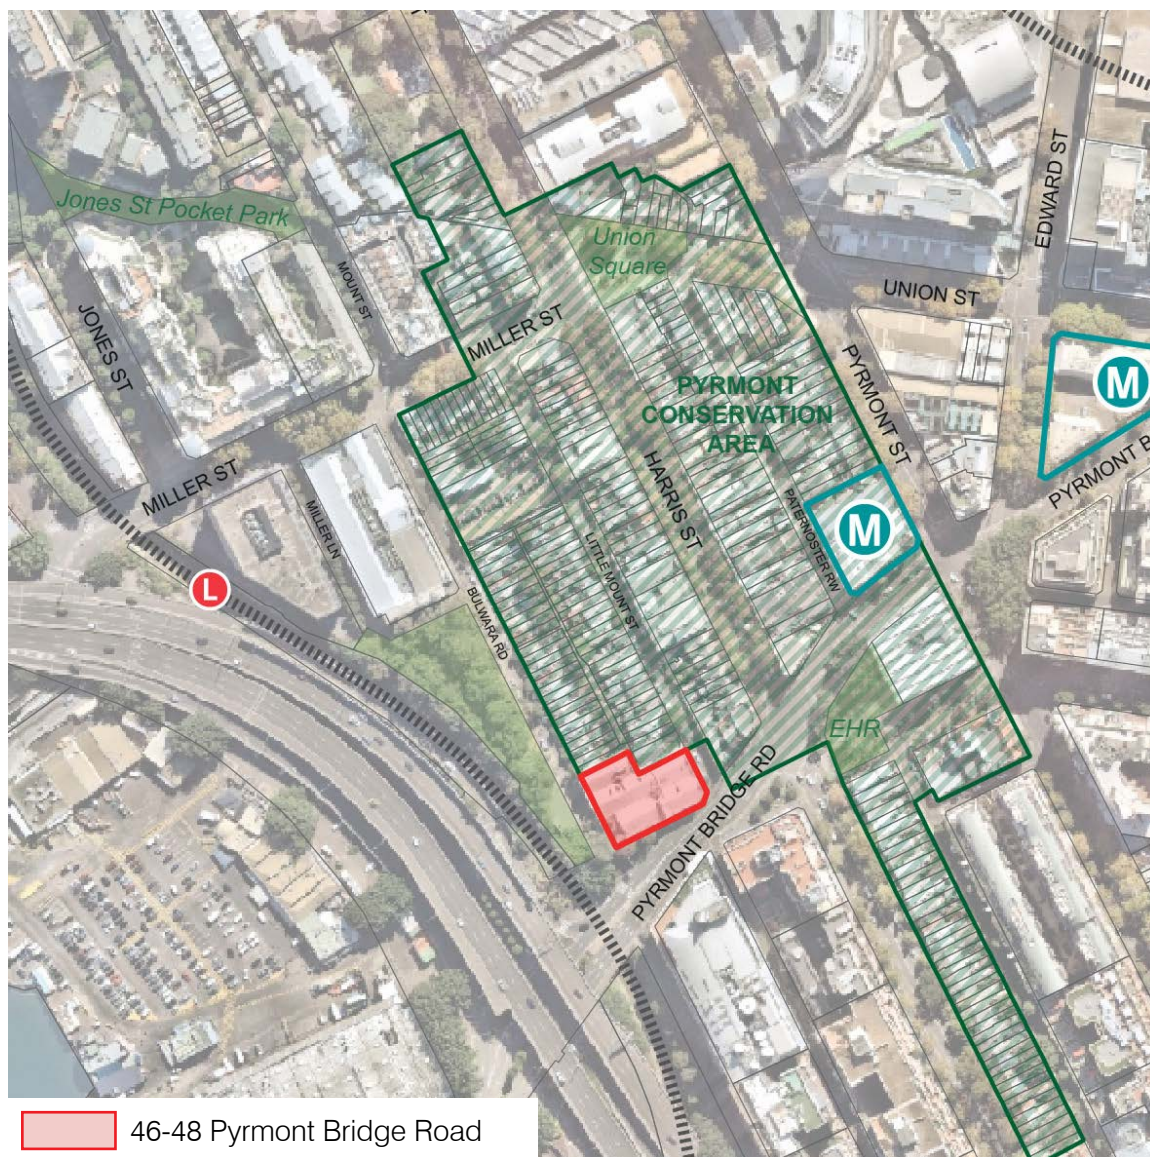 Jones St Pocket Park
Union
Square
EDWARD ST
MOUNT ST
UNION ST
JONES ST
MILLER ST
PYRMONT ST
M
PYRMONT
CONSERVATION
AREA
PYRMONT B
MILLER ST
HARRIS ST
MILLER LN
PATERNOSTER RW
M
LITTLE MOUNT ST
L
BULWARA RD
EHR
PYRMONT BRIDGE RD
46-48 Pyrmont Bridge Road